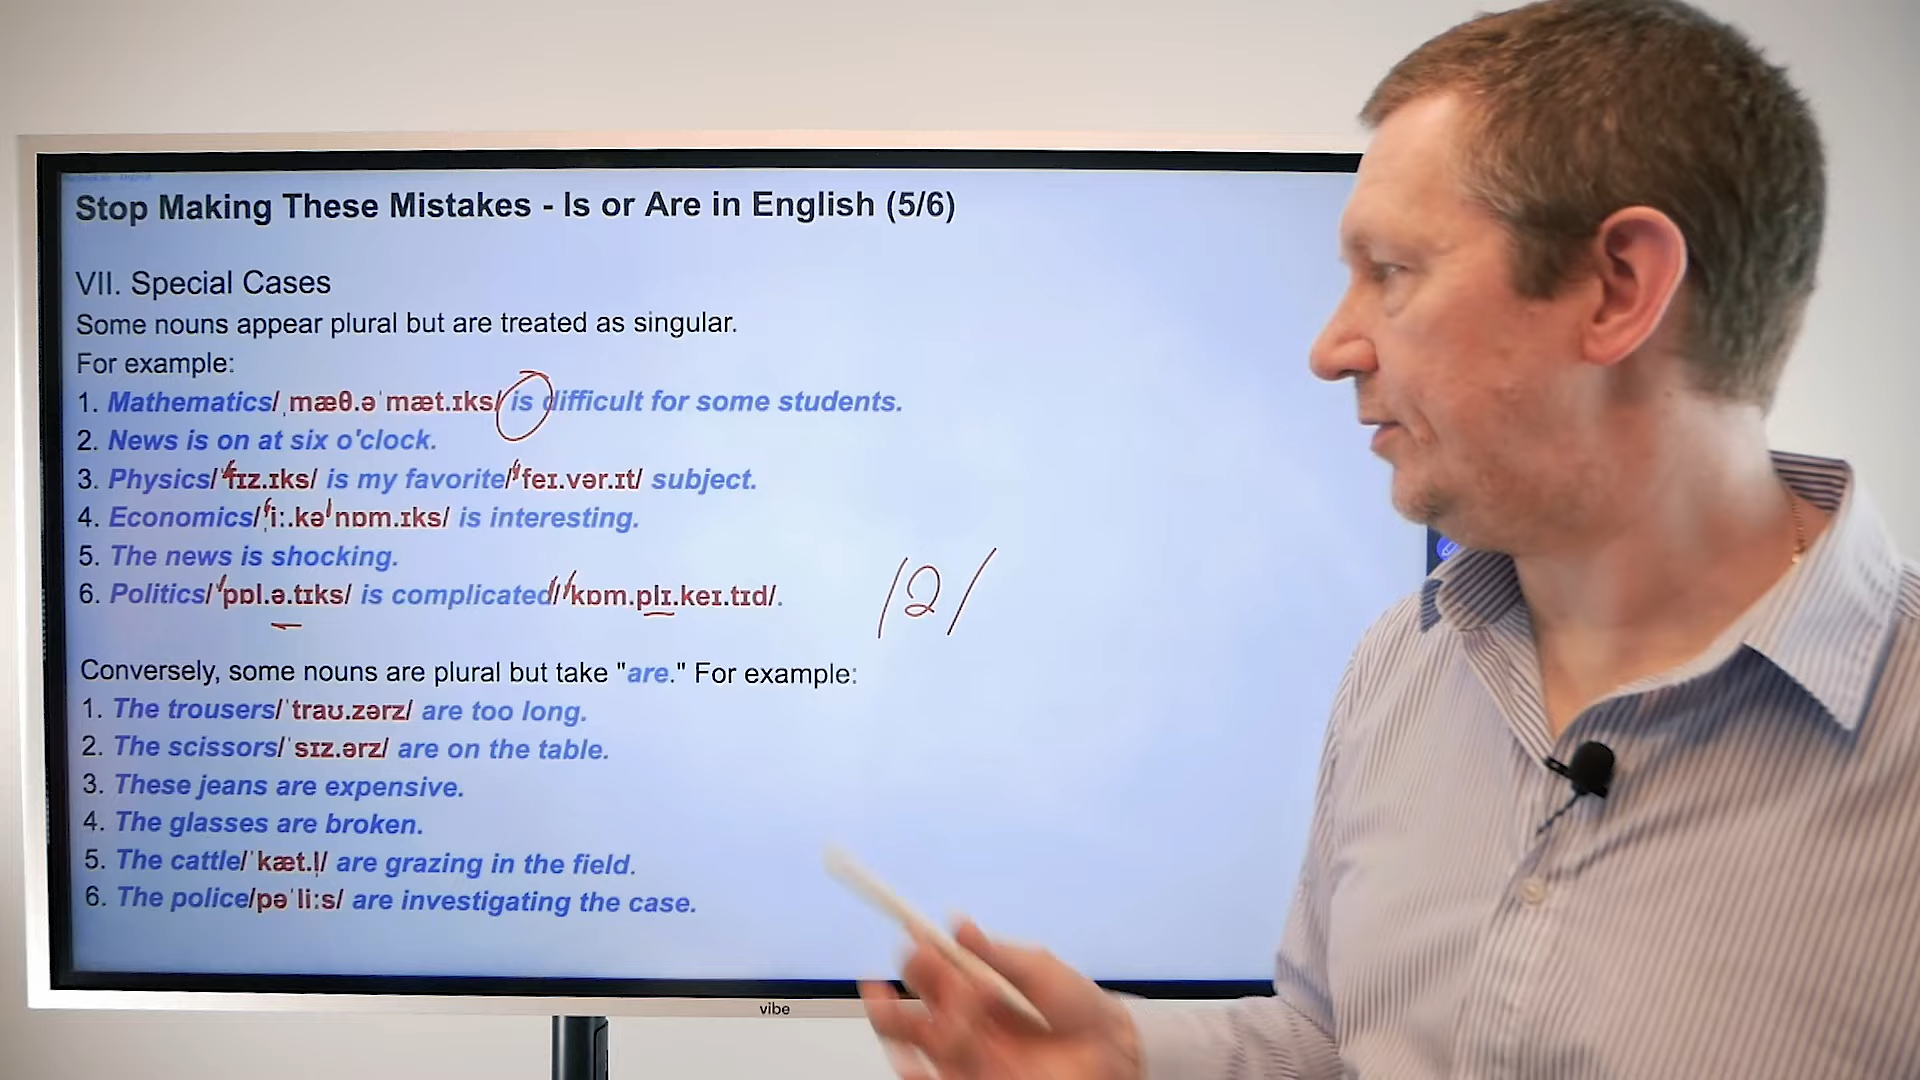 Stop Making These Mistakes - Is or Are in English (5/6)
VII. Special Cases
Some nouns appear plural but are treated as singular.
For example:
1. Mathematics/ˌmæθ.əˈmæt.ɪks/ is difficult for some students.
2. News is on at six o'clock.
3. Physics/ˈfɪz.ɪks/ is my favorite/ˈfeɪ.vər.ɪt/ subject.
4. Economics/ˌiː.kəˈnɒm.ɪks/ is interesting.
5. The news is shocking.
6. Politics/ˈpɒl.ə.tɪks/ is complicated/ˈkɒm.plɪ.keɪ.tɪd/.
Conversely, some nouns are plural but take "are." For example:
1. The trousers/ˈtraʊ.zərz/ are too long.
2. The scissors/ˈsɪz.ərz/ are on the table.
3. These jeans are expensive.
4. The glasses are broken.
5. The cattle/ˈkæt.l̩/ are grazing in the field.
6. The police/pəˈliːs/ are investigating the case.
vibe